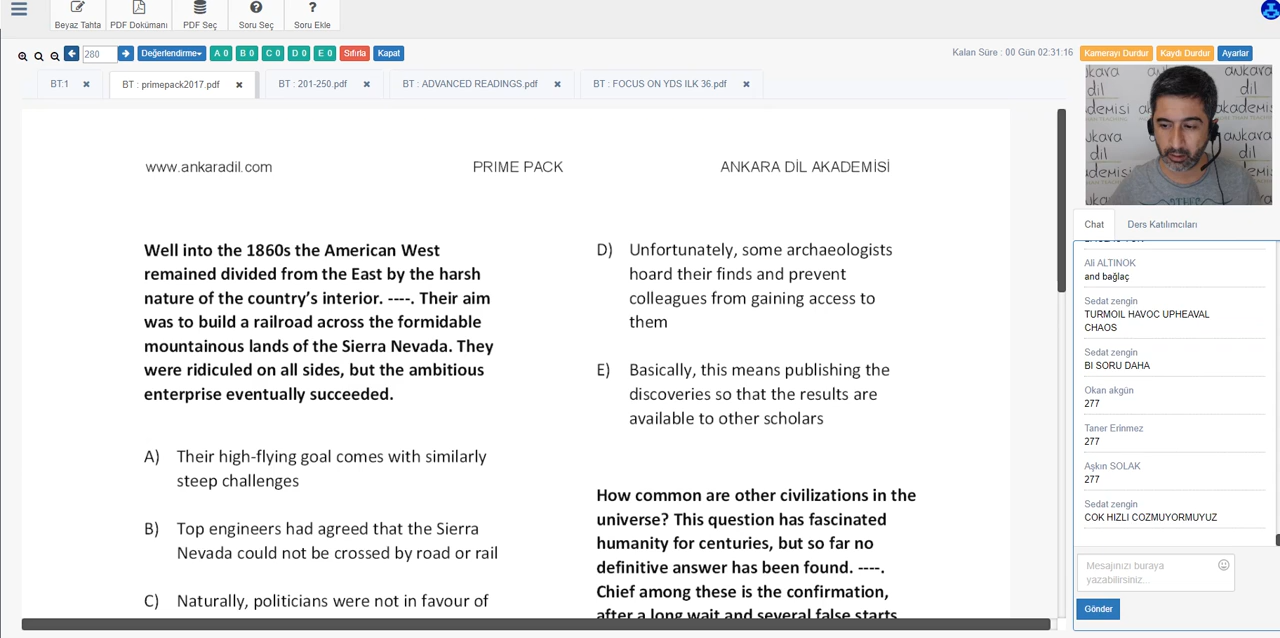 Beyaz Tahta
PDF Dokümanı
PDF Seç
Soru Seç
Soru Ekle
280
Değerlendirme
A 0
B 0
C 0
D 0
E 0
Sıfırla
Kapat
Kalan Süre : 00 Gün 02:31:16
Kamerayı Durdur
Kaydı Durdur
Ayarlar
BT:1
BT : primepack2017.pdf
BT : 201-250.pdf
BT : ADVANCED READINGS.pdf
BT : FOCUS ON YDS ILK 36.pdf
www.ankaradil.com
PRIME PACK
ANKARA DİL AKADEMİSİ
Well into the 1860s the American West
remained divided from the East by the harsh
nature of the country's interior. ----. Their aim
was to build a railroad across the formidable
mountainous lands of the Sierra Nevada. They
were ridiculed on all sides, but the ambitious
enterprise eventually succeeded.
A) Their high-flying goal comes with similarly
steep challenges
B) Top engineers had agreed that the Sierra
Nevada could not be crossed by road or rail
C) Naturally, politicians were not in favour of
D) Unfortunately, some archaeologists
hoard their finds and prevent
colleagues from gaining access to
them
E) Basically, this means publishing the
discoveries so that the results are
available to other scholars
How common are other civilizations in the
universe? This question has fascinated
humanity for centuries, but so far no
definitive answer has been found. ----.
Chief among these is the confirmation,
after a long wait and several false starts
ankara
dil
akademisi
Chat
Ders Katılımcıları
Ali ALTINOK
and bağlaç
Sedat zengin
TURMOIL HAVOC UPHEAVAL
CHAOS
Sedat zengin
BI SORU DAHA
Okan akgün
277
Taner Erinmez
277
Aşkın SOLAK
277
Sedat zengin
COK HIZLI COZMUYORMUYUZ
Mesajınızı buraya
yazabilirsiniz...
Gönder